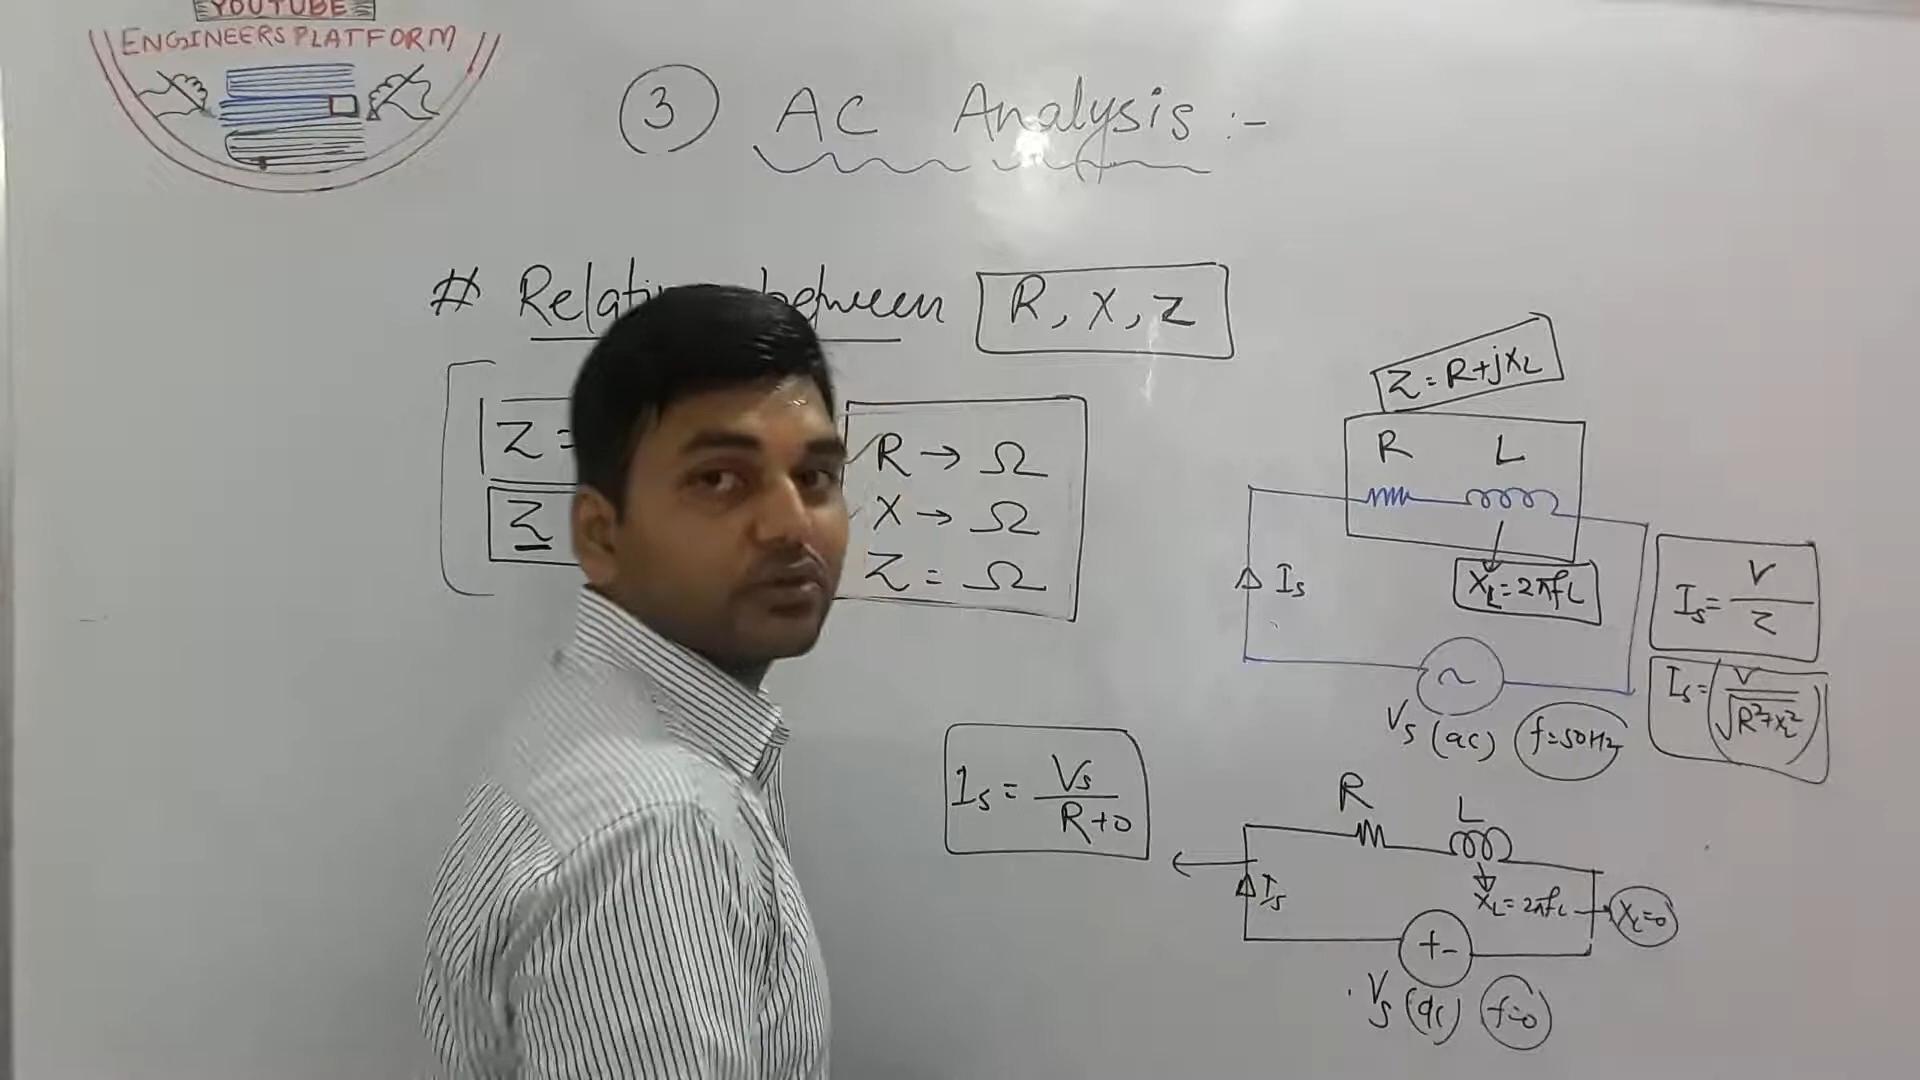 YOUTUBE
ENGINEERS PLATFORM
③ AC Analysis :-
# between R, X, Z
Z =
Z
R → Ω
X → Ω
Z = Ω
Z = R+jXL
R L
Is
XL=2πfL
Vs (ac) f=50Hz
Is = V/Z
Is = (V/√R²+XL²)
Is = Vs/R+0
R L
Is
XL=2πfL → XL=0
+ -
Vs (dc) f=0